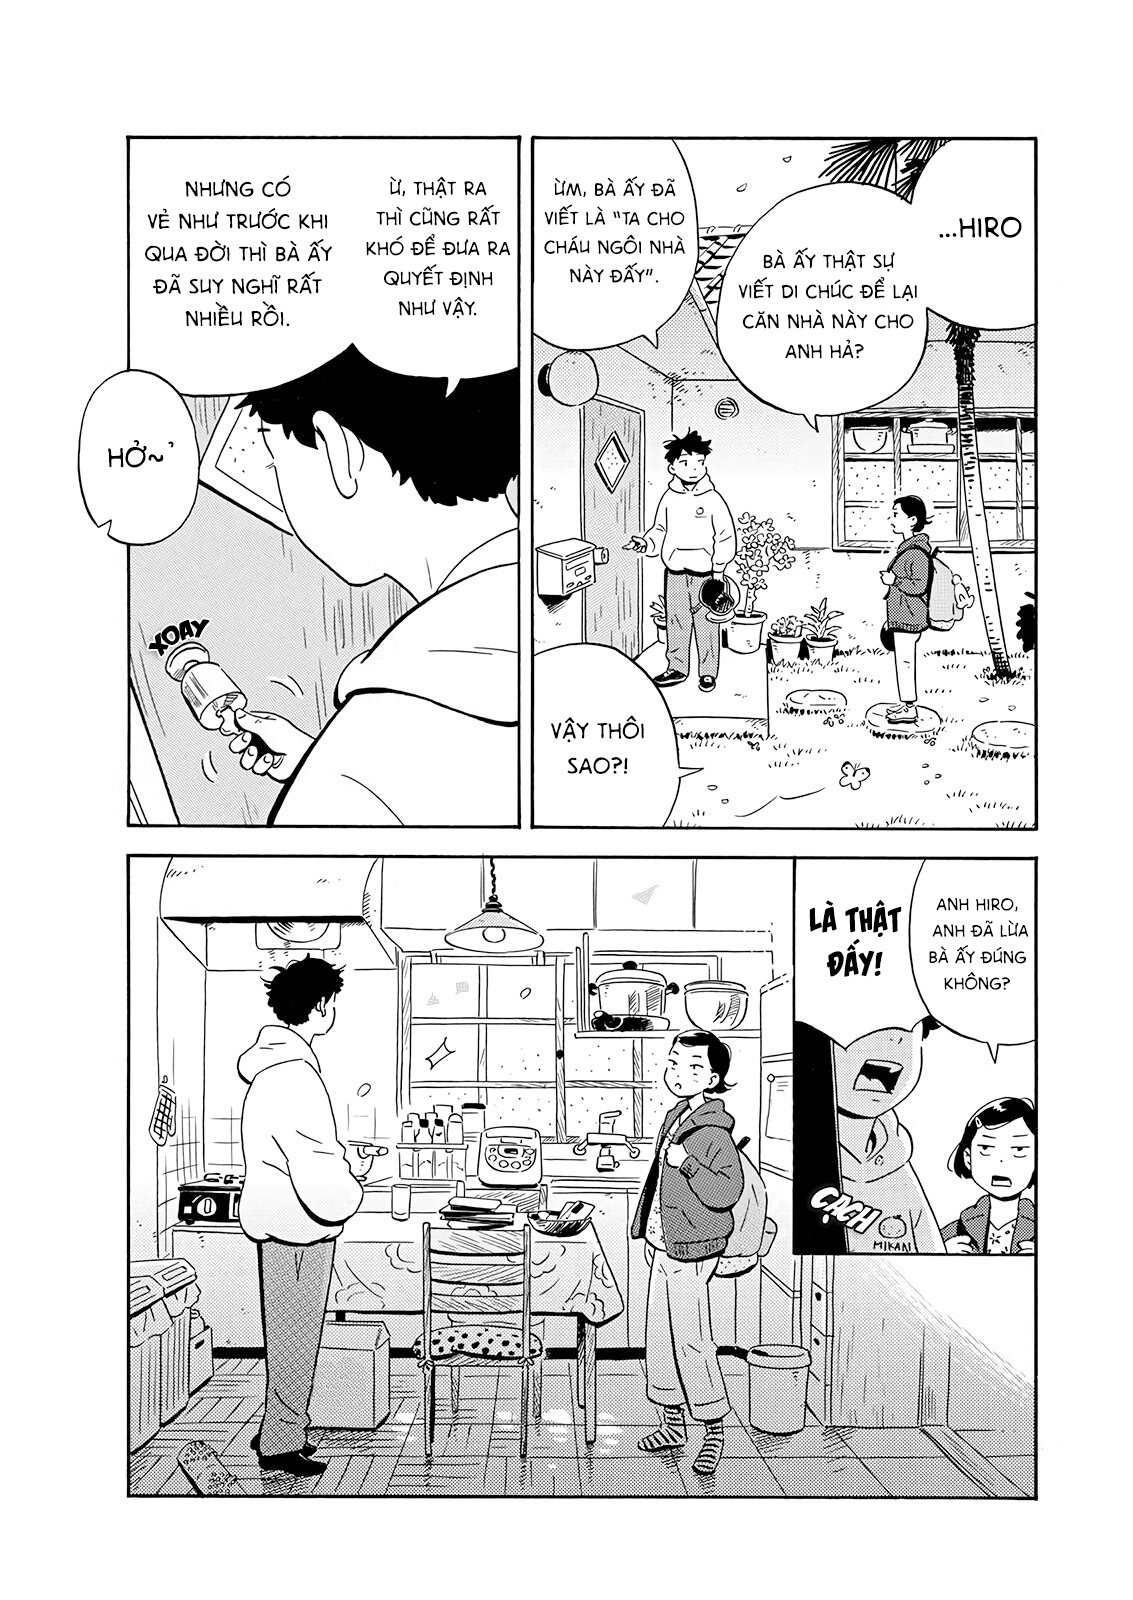 ...HIRO
BÀ ẤY THẬT SỰ
VIẾT DI CHÚC ĐỂ LẠI
CĂN NHÀ NÀY CHO
ANH HẢ?
ỪM, BÀ ẤY ĐÃ
VIẾT LÀ "TA CHO
CHÁU NGÔI NHÀ
NÀY ĐẤY".
VẬY THÔI
SAO?!
Ừ, THẬT RA
THÌ CŨNG RẤT
KHÓ ĐỂ ĐƯA RA
QUYẾT ĐỊNH
NHƯ VẬY.
NHƯNG CÓ
VẺ NHƯ TRƯỚC KHI
QUA ĐỜI THÌ BÀ ẤY
ĐÃ SUY NGHĨ RẤT
NHIỀU RỒI.
HỞ~'
XOAY
ANH HIRO,
ANH ĐÃ LỪA
BÀ ẤY ĐÚNG
KHÔNG?
LÀ THẬT
ĐẤY!
CẠCH
MIKAN